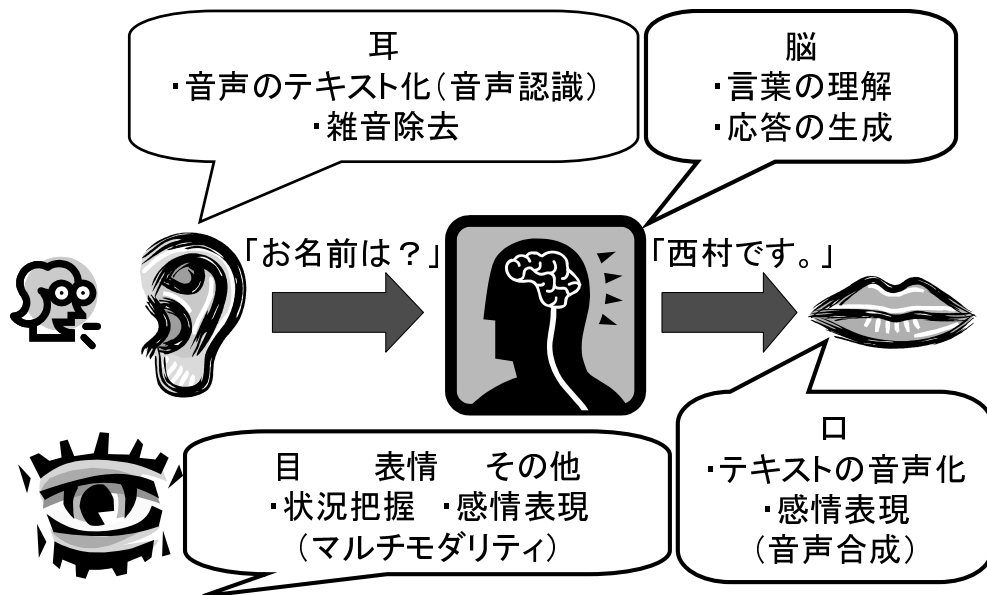 耳
・音声のテキスト化（音声認識）
・雑音除去
脳
・言葉の理解
・応答の生成
「お名前は？」
「西村です。」
目　　表情　　その他
・状況把握　・感情表現
（マルチモダリティ）
口
・テキストの音声化
・感情表現
（音声合成）